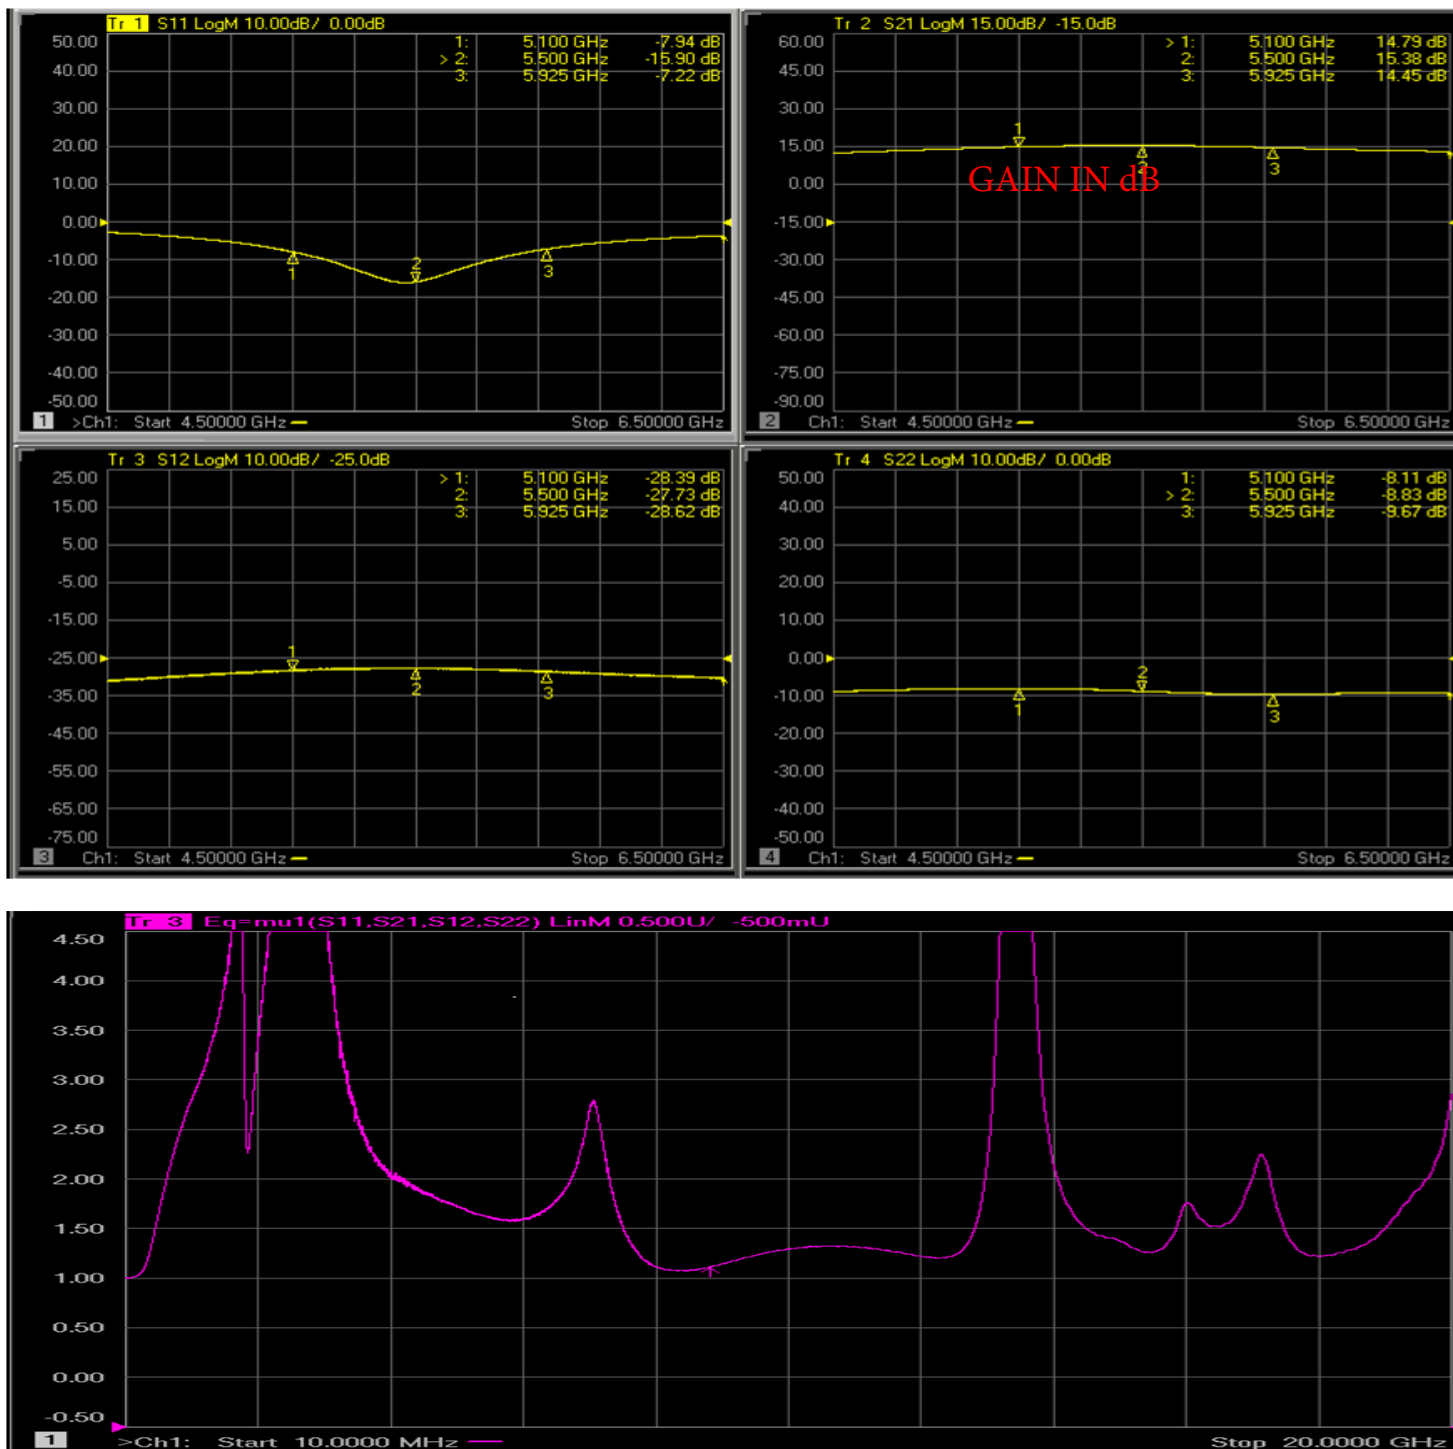 Tr 1 S11 LogM 10.00dB/ 0.00dB
50.00
40.00
30.00
20.00
10.00
0.00
-10.00
-20.00
-30.00
-40.00
-50.00
1: 5.100 GHz -7.94 dB
> 2: 5.500 GHz -15.90 dB
3: 5.925 GHz -7.22 dB
1
2
3
1 >Ch1: Start 4.50000 GHz Stop 6.50000 GHz
Tr 2 S21 LogM 15.00dB/ -15.0dB
60.00
45.00
30.00
15.00
0.00
-15.00
-30.00
-45.00
-60.00
-75.00
-90.00
> 1: 5.100 GHz 14.79 dB
2: 5.500 GHz 15.38 dB
3: 5.925 GHz 14.45 dB
1
2
3
GAIN IN dB
2 Ch1: Start 4.50000 GHz Stop 6.50000 GHz
Tr 3 S12 LogM 10.00dB/ -25.0dB
25.00
15.00
5.00
-5.00
-15.00
-25.00
-35.00
-45.00
-55.00
-65.00
-75.00
> 1: 5.100 GHz -28.39 dB
2: 5.500 GHz -27.73 dB
3: 5.925 GHz -28.62 dB
1
2
3
3 Ch1: Start 4.50000 GHz Stop 6.50000 GHz
Tr 4 S22 LogM 10.00dB/ 0.00dB
50.00
40.00
30.00
20.00
10.00
0.00
-10.00
-20.00
-30.00
-40.00
-50.00
1: 5.100 GHz -8.11 dB
> 2: 5.500 GHz -8.83 dB
3: 5.925 GHz -9.67 dB
1
2
3
4 Ch1: Start 4.50000 GHz Stop 6.50000 GHz
Tr 3 Eq=mu1(S11,S21,S12,S22) LinM 0.500U/ -500mU
4.50
4.00
3.50
3.00
2.50
2.00
1.50
1.00
0.50
0.00
-0.50
1 >Ch1: Start 10.0000 MHz Stop 20.0000 GHz